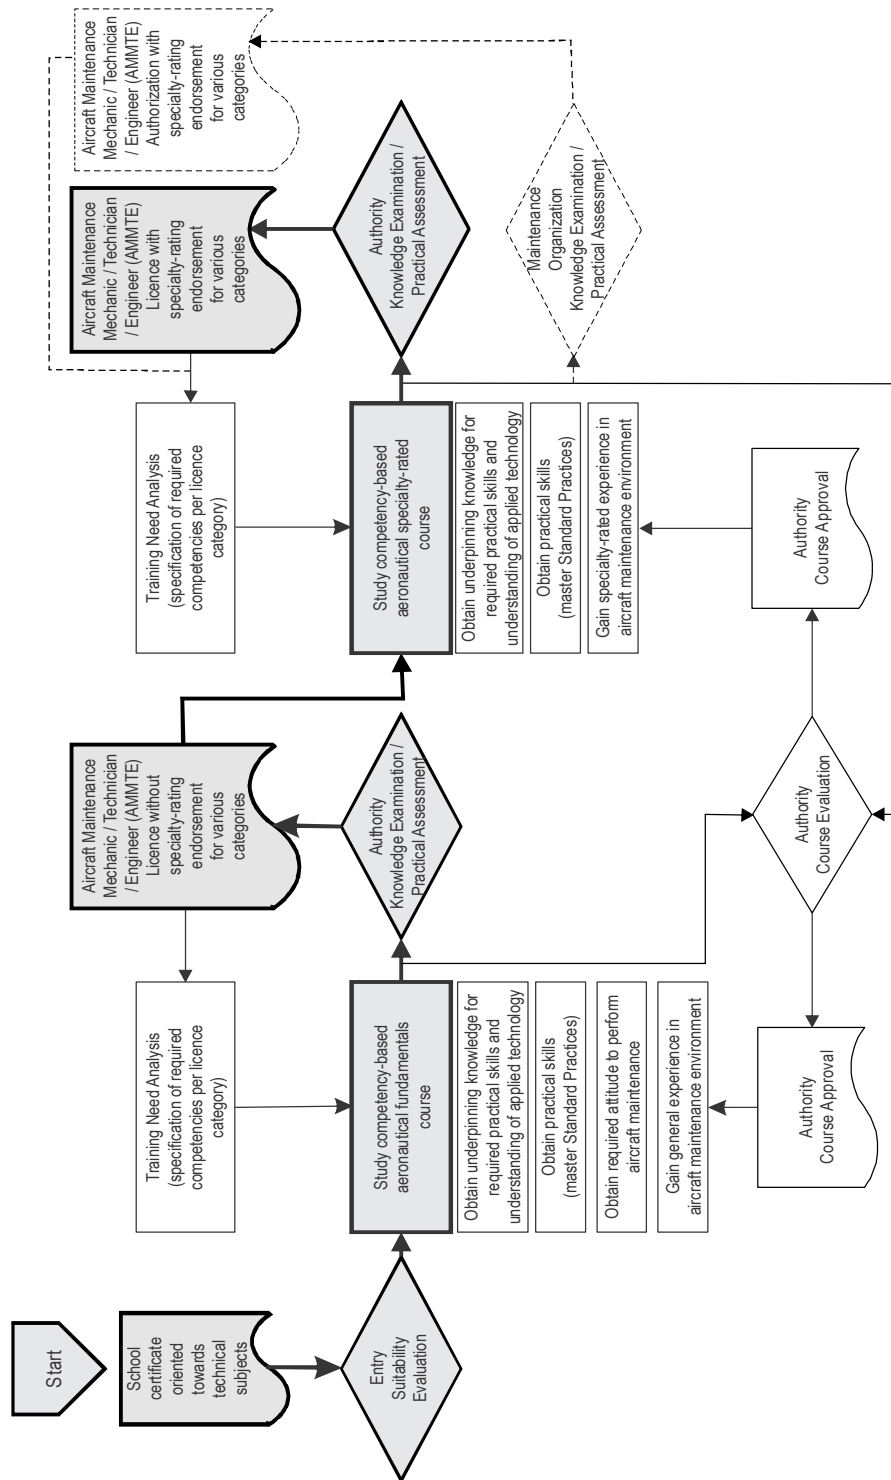 Start
School
certificate
oriented
towards
technical
subjects
Entry
Suitability
Evaluation
Training Need Analysis
(specification of required
competencies per licence
category)
Study competency-based
aeronautical fundamentals
course
Obtain underpinning knowledge for
required practical skills and
understanding of applied technology
Obtain practical skills
(master Standard Practices)
Obtain required attitude to perform
aircraft maintenance
Gain general experience in
aircraft maintenance environment
Authority
Course Approval
Aircraft Maintenance
Mechanic / Technician
/ Engineer (AMMTE)
Licence without
specialty-rating
endorsement
for various
categories
Authority
Knowledge Examination /
Practical Assessment
Authority
Course Evaluation
Training Need Analysis
(specification of required
competencies per licence
category)
Study competency-based
aeronautical specialty-rated
course
Obtain underpinning knowledge for
required practical skills and
understanding of applied technology
Obtain practical skills
(master Standard Practices)
Gain specialty-rated experience in
aircraft maintenance environment
Authority
Course Approval
Aircraft Maintenance
Mechanic / Technician
/ Engineer (AMMTE)
Licence with
specialty-rating
endorsement
for various
categories
Authority
Knowledge Examination /
Practical Assessment
Aircraft Maintenance
Mechanic / Technician
/ Engineer (AMMTE)
Authorization with
specialty-rating
endorsement
for various
categories
Maintenance
Organization
Knowledge Examination /
Practical Assessment